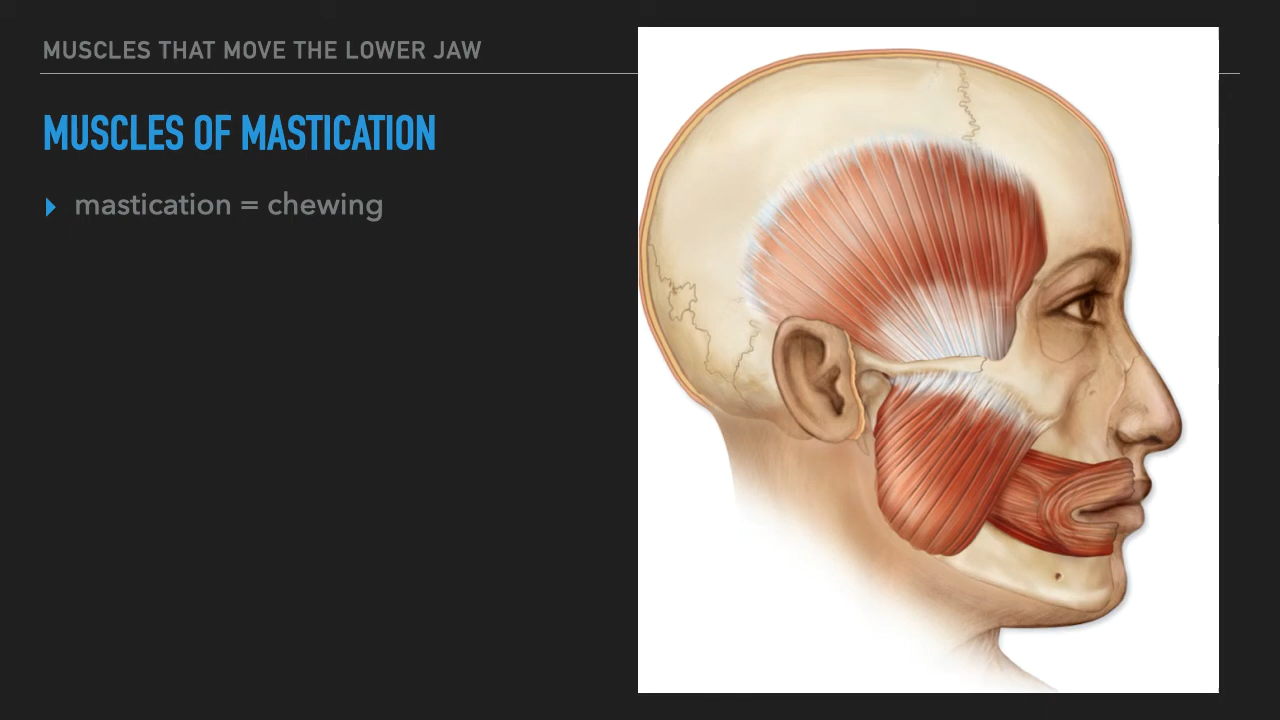 MUSCLES THAT MOVE THE LOWER JAW
MUSCLES OF MASTICATION
mastication = chewing